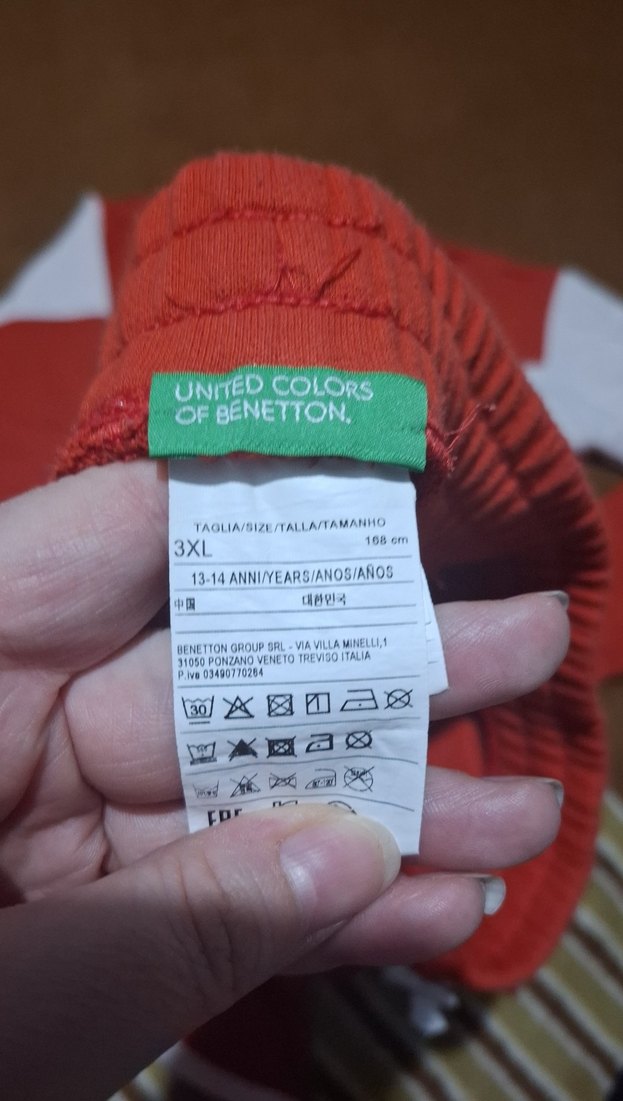 UNITED COLORS
OF BENETTON.
TAGLIA/SIZE/TALLA/TAMANHO
3XL 168 cm
13-14 ANNI/YEARS/ANOS/AÑOS
中国 대한민국
BENETTON GROUP SRL - VIA VILLA MINELLI,1
31050 PONZANO VENETO TREVISO ITALIA
P.iva 03490770264
30